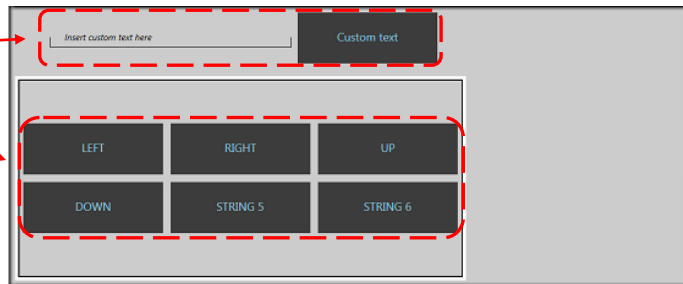 Insert custom text here
Custom text
LEFT RIGHT UP
DOWN STRING 5 STRING 6